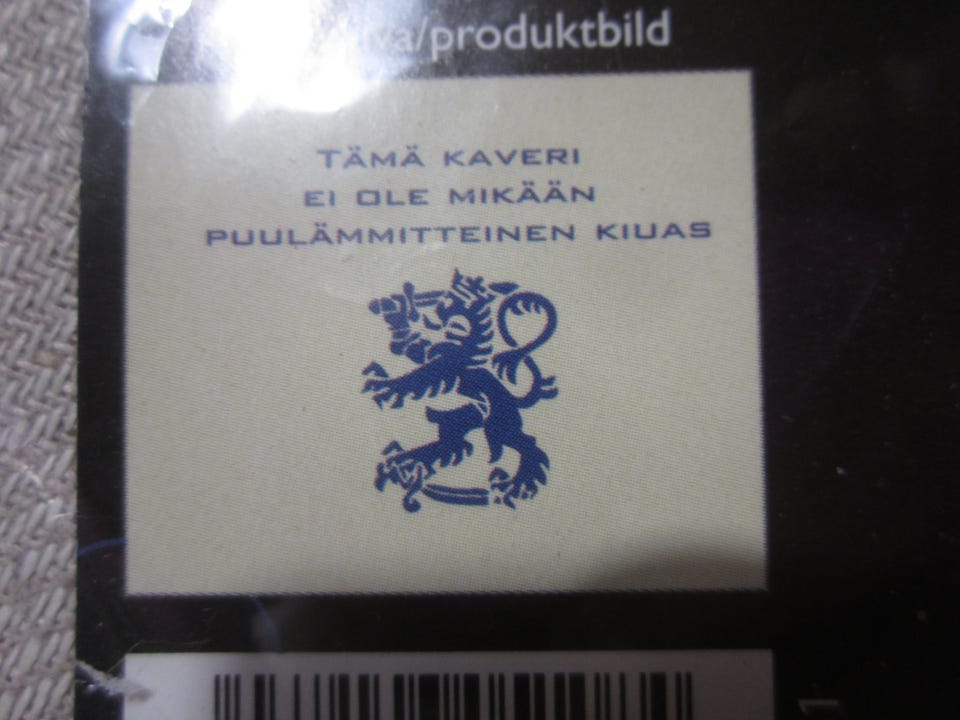 /produktbild
TÄMÄ KAVERI
EI OLE MIKÄÄN
PUULÄMMITTEINEN KIUAS